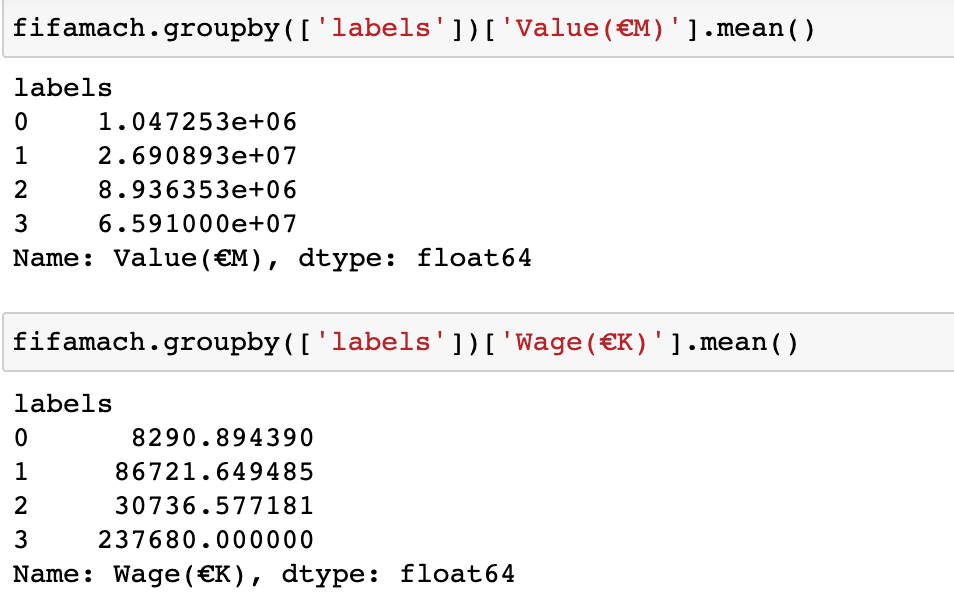 fifamach.groupby(['labels'])['Value(€M)'].mean()
labels
0    1.047253e+06
1    2.690893e+07
2    8.936353e+06
3    6.591000e+07
Name: Value(€M), dtype: float64
fifamach.groupby(['labels'])['Wage(€K)'].mean()
labels
0      8290.894390
1     86721.649485
2     30736.577181
3    237680.000000
Name: Wage(€K), dtype: float64